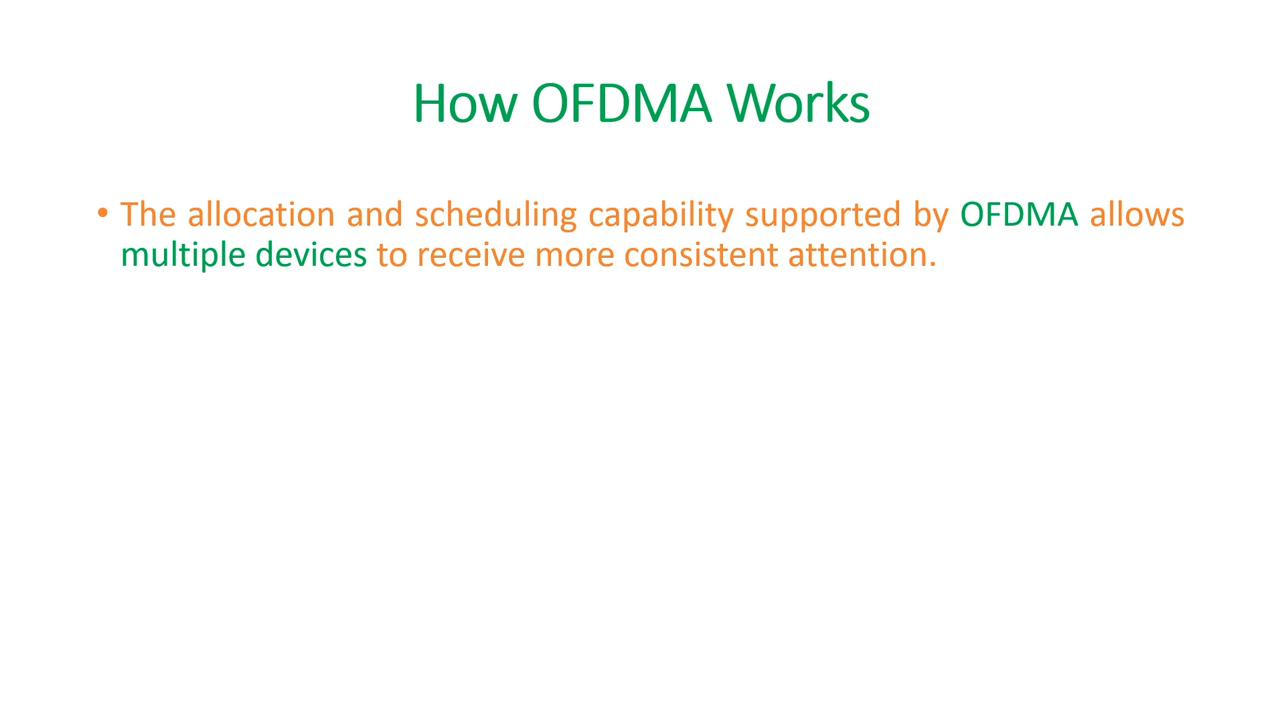 How OFDMA Works
• The allocation and scheduling capability supported by OFDMA allows
multiple devices to receive more consistent attention.